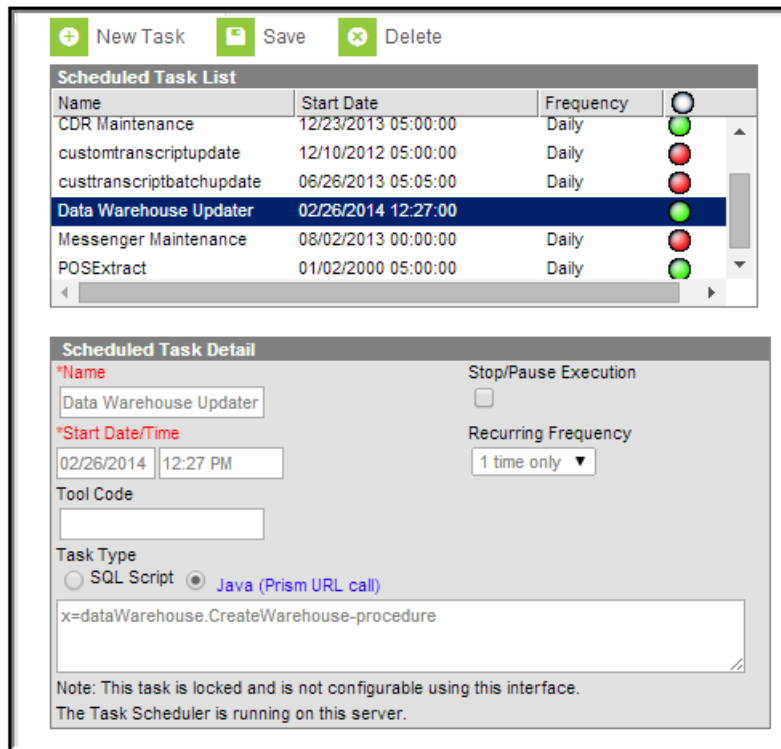 New Task Save Delete
Scheduled Task List
Name Start Date Frequency
CDR Maintenance 12/23/2013 05:00:00 Daily
customtranscriptupdate 12/10/2012 05:00:00 Daily
custtranscriptbatchupdate 06/26/2013 05:05:00 Daily
Data Warehouse Updater 02/26/2014 12:27:00
Messenger Maintenance 08/02/2013 00:00:00 Daily
POSExtract 01/02/2000 05:00:00 Daily
Scheduled Task Detail
*Name Stop/Pause Execution
Data Warehouse Updater
*Start Date/Time Recurring Frequency
02/26/2014 12:27 PM 1 time only
Tool Code
Task Type
SQL Script Java (Prism URL call)
x=dataWarehouse.CreateWarehouse-procedure
Note: This task is locked and is not configurable using this interface.
The Task Scheduler is running on this server.